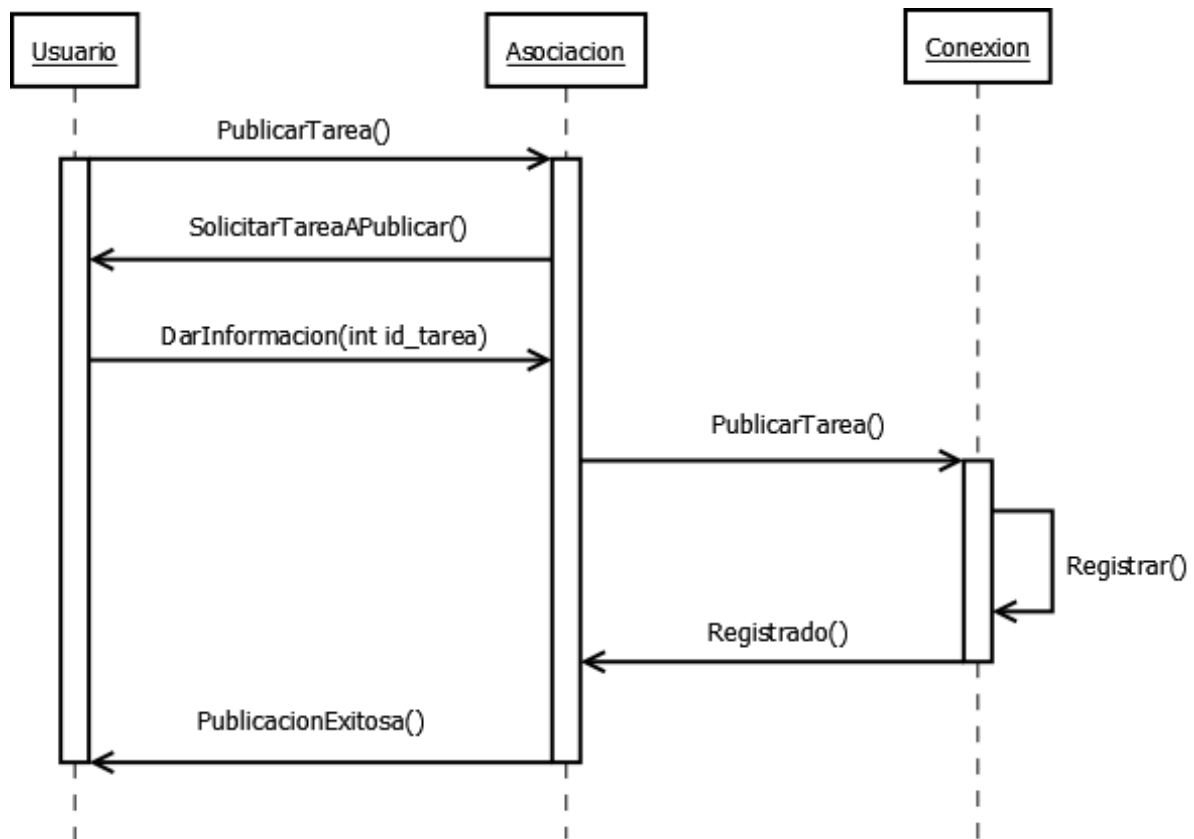 Usuario
Asociacion
Conexion
PublicarTarea()
SolicitarTareaAPublicar()
DarInformacion(int id_tarea)
PublicarTarea()
Registrar()
Registrado()
PublicacionExitosa()